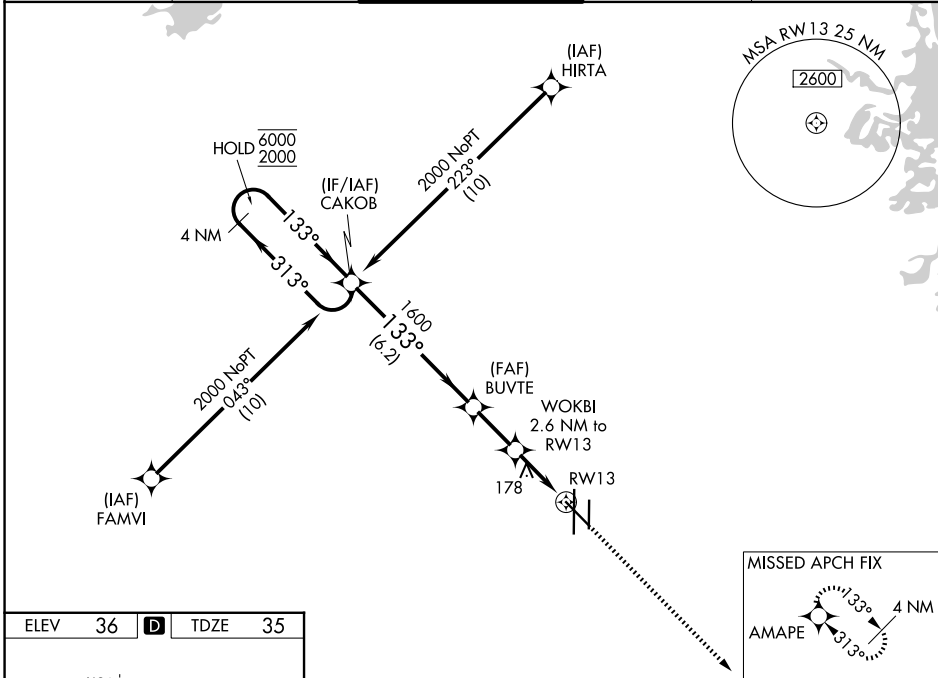 MSA RW13 25 NM
2600
(IAF)
HIRTA
2000 NoPT
223°
(10)
HOLD 6000
2000
(IF/IAF)
CAKOB
4 NM
133°
313°
1600
133°
(6.2)
2000 NoPT
043°
(10)
(IAF)
FAMVI
(FAF)
BUVTE
WOKBI
2.6 NM to
RW13
178
RW13
MISSED APCH FIX
133°
4 NM
AMAPE
313°
ELEV 36 D TDZE 35